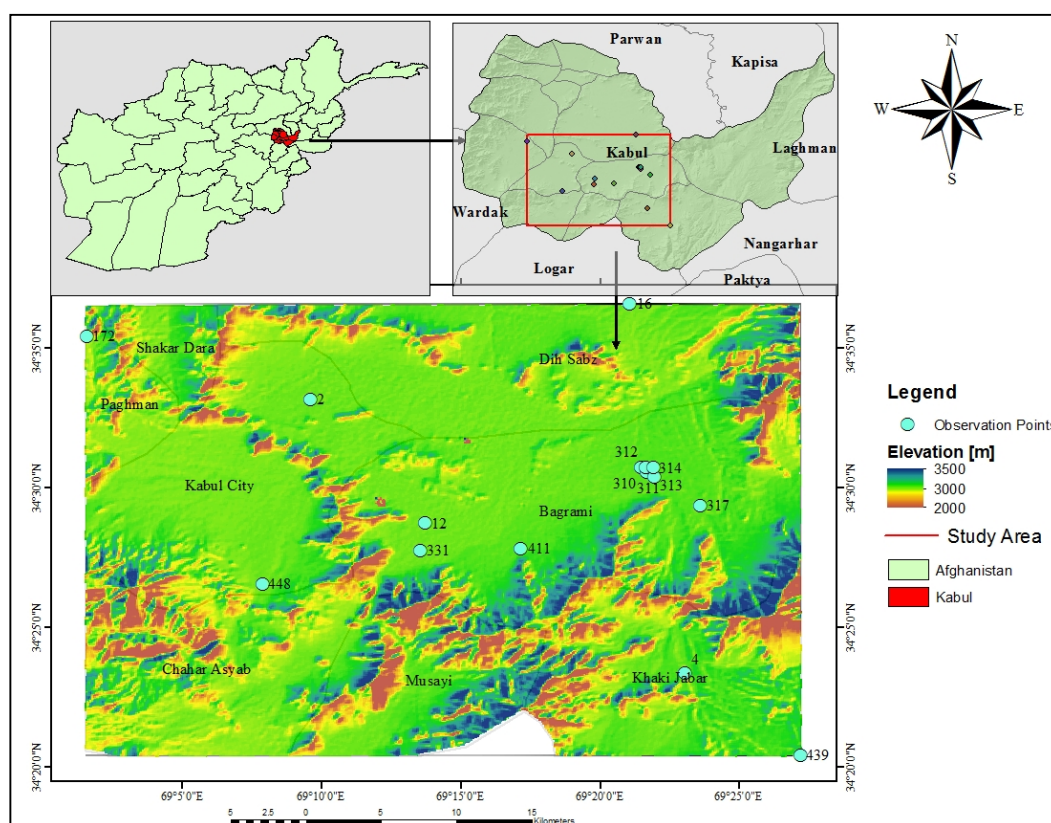 Parwan
Kapisa
Kabul
Laghman
Wardak
Logar
Nangarhar
Paktya
N
W
E
S
34°35'0"N
34°30'0"N
34°25'0"N
34°20'0"N
16
172
Shakar Dara
Dih Sabz
Paghman
2
312
314
310
311
313
Kabul City
317
12
Bagrami
331
411
448
4
Chahar Asyab
Musayi
Khaki Jabar
439
34°35'0"N
34°30'0"N
34°25'0"N
34°20'0"N
69°5'0"E
69°10'0"E
69°15'0"E
69°20'0"E
69°25'0"E
5 2.5 0 5 10 15
Kilometers
Legend
Observation Points
Elevation [m]
3500
3000
2000
Study Area
Afghanistan
Kabul